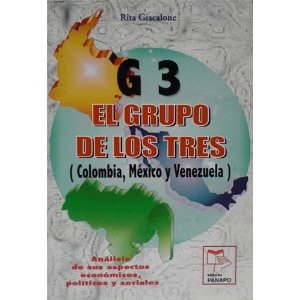 Rita Giacalone
G 3
EL GRUPO
DE LOS TRES
( Colombia, México y Venezuela )
Análisis
de sus aspectos
económicos,
políticos y sociales
editorial
PANAPO